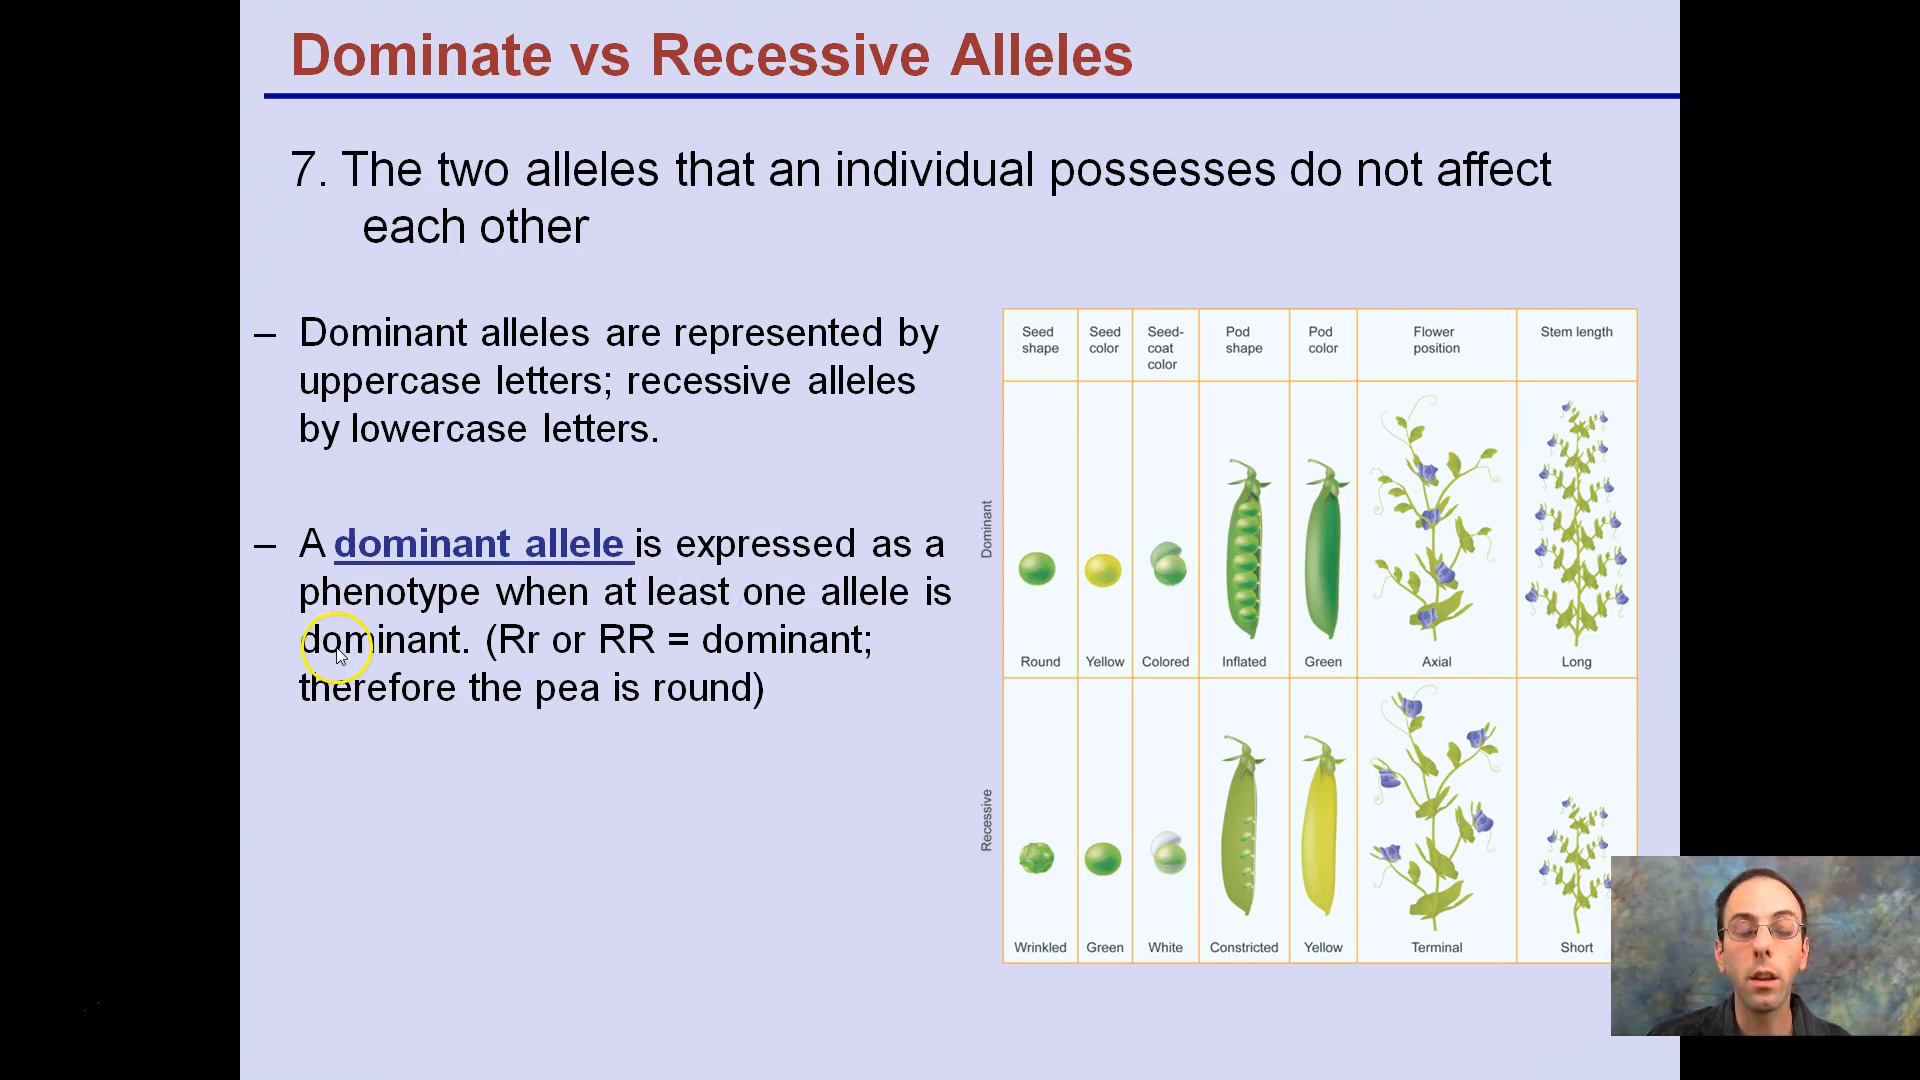 Dominate vs Recessive Alleles
7. The two alleles that an individual possesses do not affect
each other
– Dominant alleles are represented by
uppercase letters; recessive alleles
by lowercase letters.
– A dominant allele is expressed as a
phenotype when at least one allele is
dominant. (Rr or RR = dominant;
therefore the pea is round)
Seed shape
Seed color
Seed-coat color
Pod shape
Pod color
Flower position
Stem length
Dominant
Round
Yellow
Colored
Inflated
Green
Axial
Long
Recessive
Wrinkled
Green
White
Constricted
Yellow
Terminal
Short